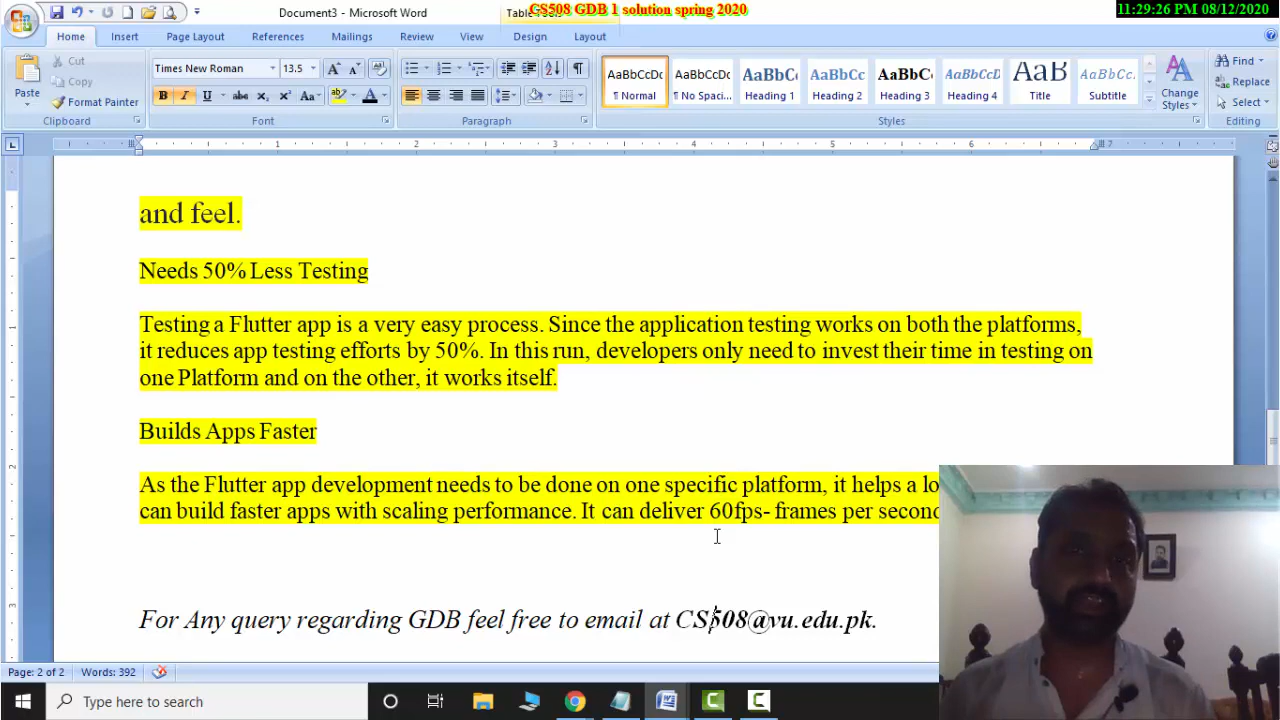 Document3 - Microsoft Word
CS508 GDB 1 solution spring 2020
11:29:26 PM 08/12/2020
Home
Insert
Page Layout
References
Mailings
Review
View
Design
Layout
Paste
Cut
Copy
Format Painter
Clipboard
Times New Roman
13.5
Font
Paragraph
AaBbCcDc
¶ Normal
AaBbCcDc
¶ No Spaci...
AaBbCc
Heading 1
AaBbCc
Heading 2
AaBbCc
Heading 3
AaBbCcD
Heading 4
AaB
Title
AaBbCc.
Subtitle
Change
Styles
Styles
Find
Replace
Select
Editing
1 2 3 4 5 6 7
and feel.
Needs 50% Less Testing
Testing a Flutter app is a very easy process. Since the application testing works on both the platforms,
it reduces app testing efforts by 50%. In this run, developers only need to invest their time in testing on
one Platform and on the other, it works itself.
Builds Apps Faster
As the Flutter app development needs to be done on one specific platform, it helps a lo
can build faster apps with scaling performance. It can deliver 60fps- frames per second
For Any query regarding GDB feel free to email at CS508@vu.edu.pk.
Page: 2 of 2
Words: 392
Type here to search